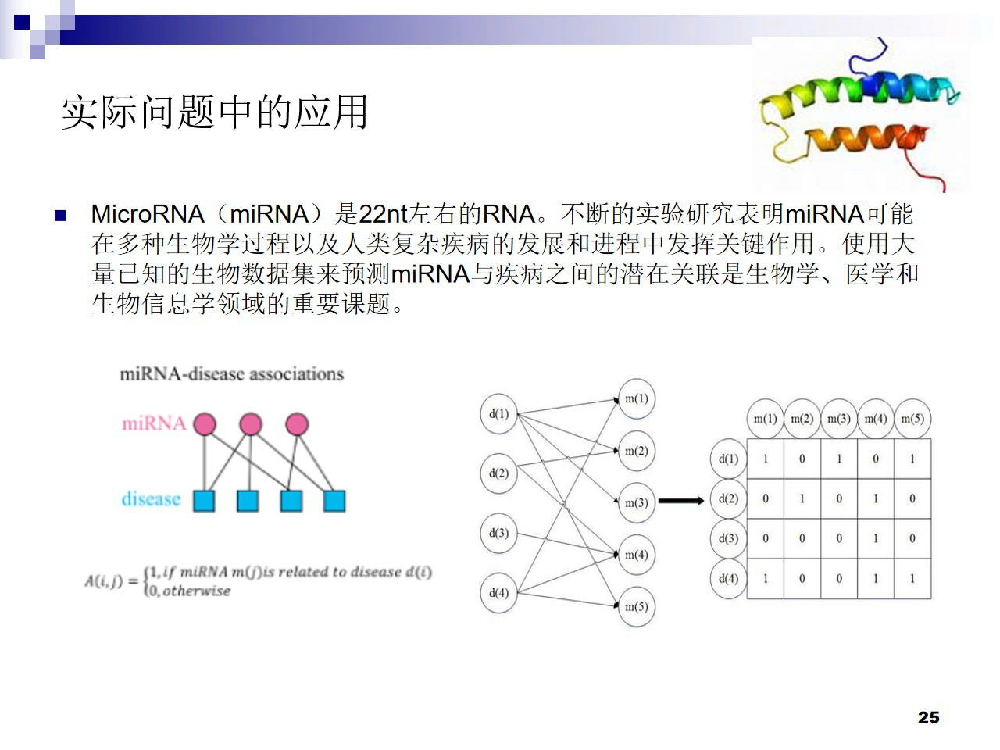 实际问题中的应用
MicroRNA（miRNA）是22nt左右的RNA。不断的实验研究表明miRNA可能
在多种生物学过程以及人类复杂疾病的发展和进程中发挥关键作用。使用大
量已知的生物数据集来预测miRNA与疾病之间的潜在关联是生物学、医学和
生物信息学领域的重要课题。
miRNA-disease associations
miRNA
disease
A(i,j) = {1, if miRNA m(j)is related to disease d(i)
0, otherwise
d(1)
d(2)
d(3)
d(4)
m(1)
m(2)
m(3)
m(4)
m(5)
m(1) m(2) m(3) m(4) m(5)
d(1) 1 0 1 0 1
d(2) 0 1 0 1 0
d(3) 0 0 0 1 0
d(4) 1 0 0 1 1
25